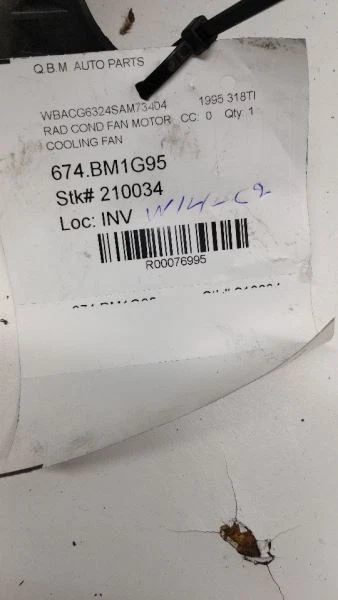 Q.B.M AUTO PARTS
WBACG6324SAM73404 1995 318TI
RAD COND FAN MOTOR CC: 0 Qty: 1
COOLING FAN
674.BM1G95
Stk# 210034
Loc: INV W14-C2
R00076995